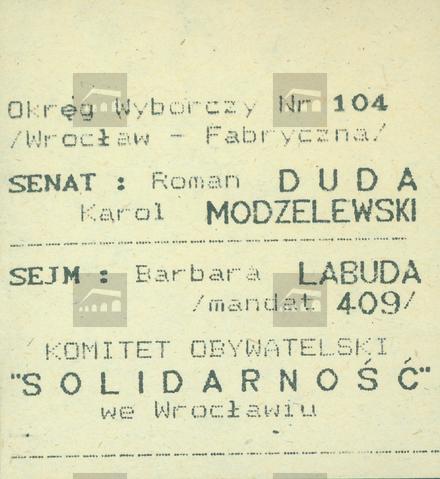 Okręg Wyborczy Nr 104
/Wrocław - Fabryczna/
SENAT : Roman DUDA
Karol MODZELEWSKI
SEJM : Barbara LABUDA
/mandat 409/
KOMITET OBYWATELSKI
"SOLIDARNOŚĆ"
we Wrocławiu